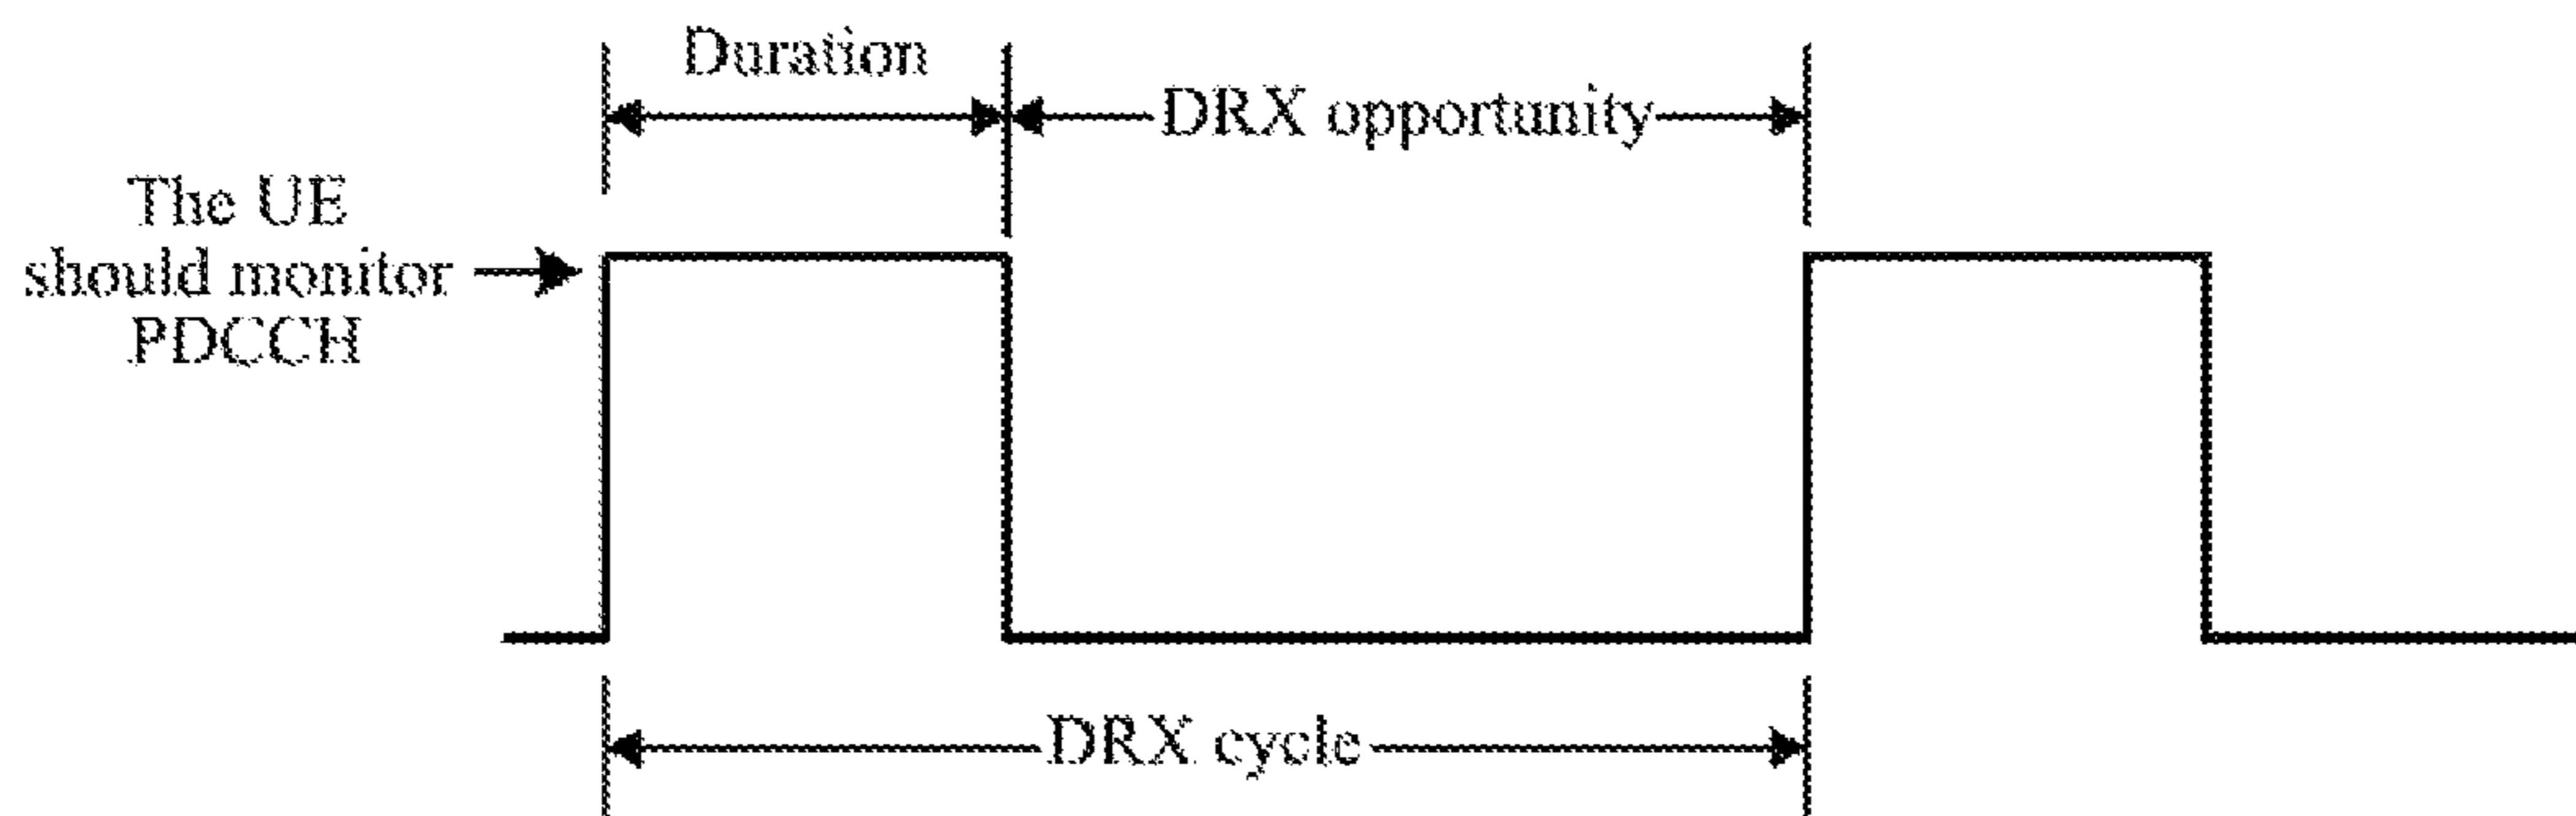 Duration
DRX opportunity
The UE
should monitor
PDCCH
DRX cycle